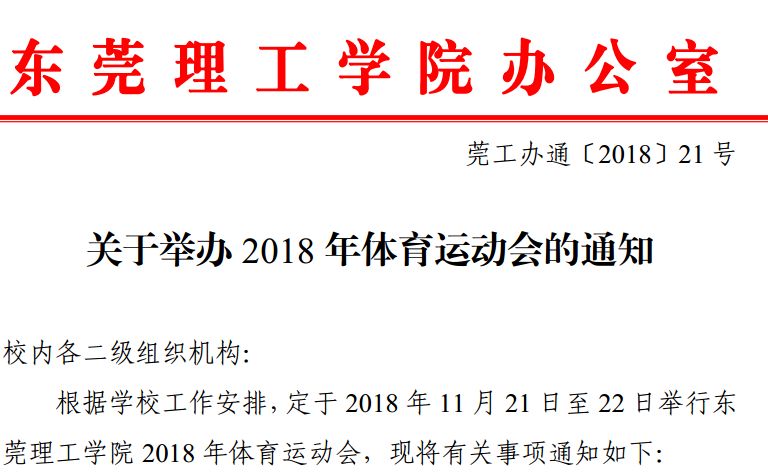 东莞理工学院办公室
莞工办通〔2018〕21 号
关于举办 2018 年体育运动会的通知
校内各二级组织机构：
根据学校工作安排，定于 2018 年 11 月 21 日至 22 日举行东
莞理工学院 2018 年体育运动会，现将有关事项通知如下：